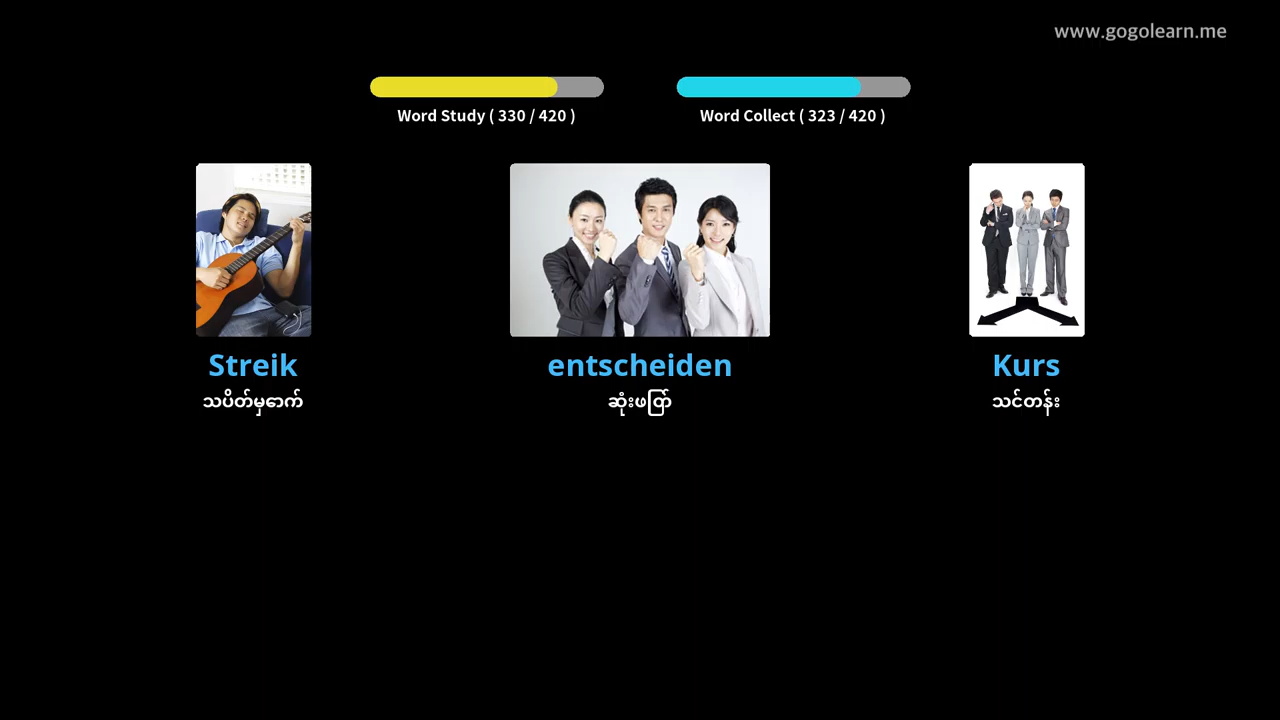 www.gogolearn.me
Word Study ( 330 / 420 )
Word Collect ( 323 / 420 )
Streik
entscheiden
Kurs
သပိတ်မှောက်
ဆုံးဖြတ်
သင်တန်း